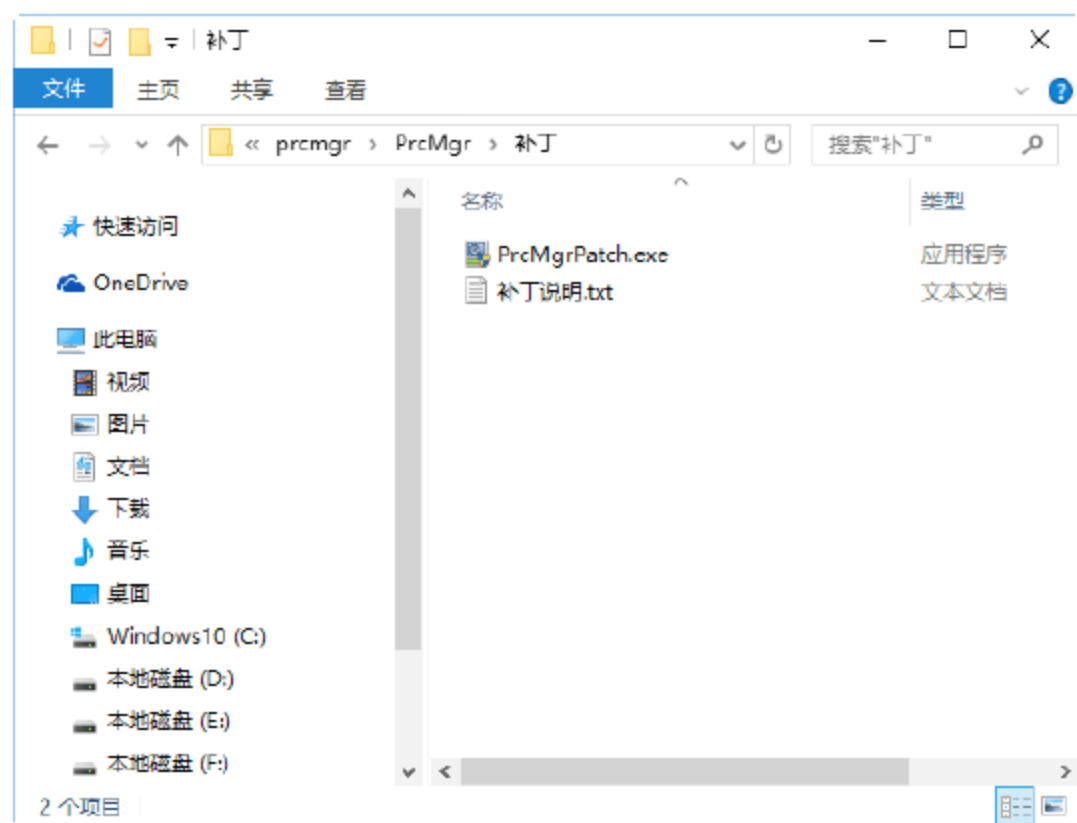 补丁
文件 主页 共享 查看
« prcmgr › PrcMgr › 补丁 搜索"补丁"
名称 类型
快速访问
PrcMgrPatch.exe 应用程序
OneDrive
补丁说明.txt 文本文档
此电脑
视频
图片
文档
下载
音乐
桌面
Windows10 (C:)
本地磁盘 (D:)
本地磁盘 (E:)
本地磁盘 (F:)
2 个项目